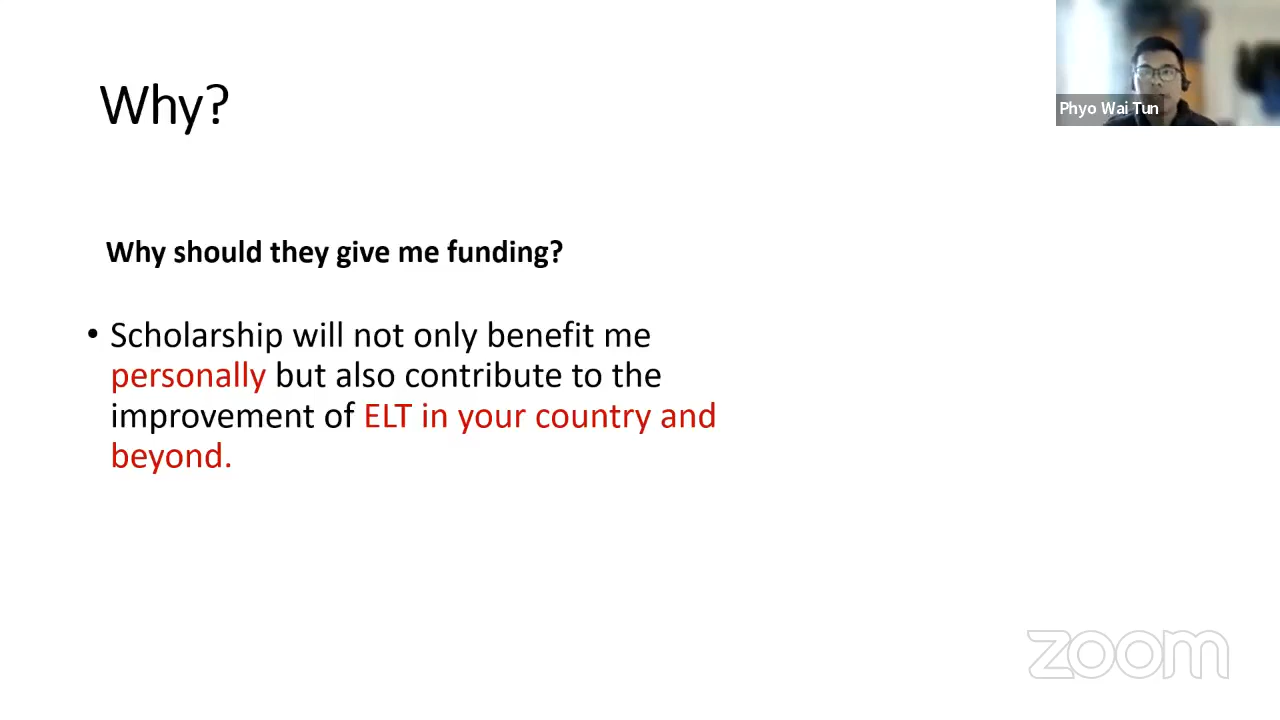 Why?
Phyo Wai Tun
Why should they give me funding?
• Scholarship will not only benefit me
personally but also contribute to the
improvement of ELT in your country and
beyond.
zoom